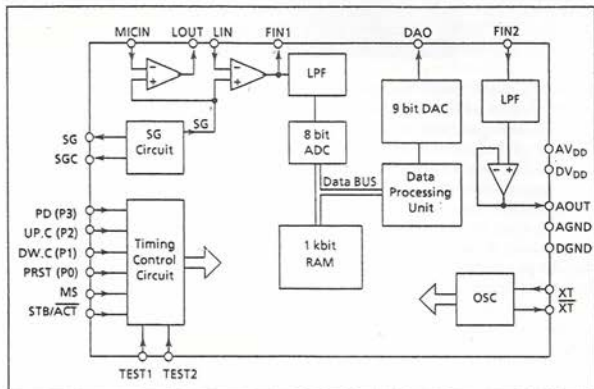 MICIN LOUT LIN FIN1 DAO FIN2
LPF
LPF
9 bit DAC
SG
SG
SG
Circuit
SGC
8 bit
ADC
AVDD
DVDD
Data BUS
Data
Processing
Unit
AOUT
AGND
DGND
PD (P3)
UP.C (P2)
DW.C (P1)
PRST (P0)
MS
STB/ACT
Timing
Control
Circuit
1 kbit
RAM
OSC
XT
XT
TEST1 TEST2